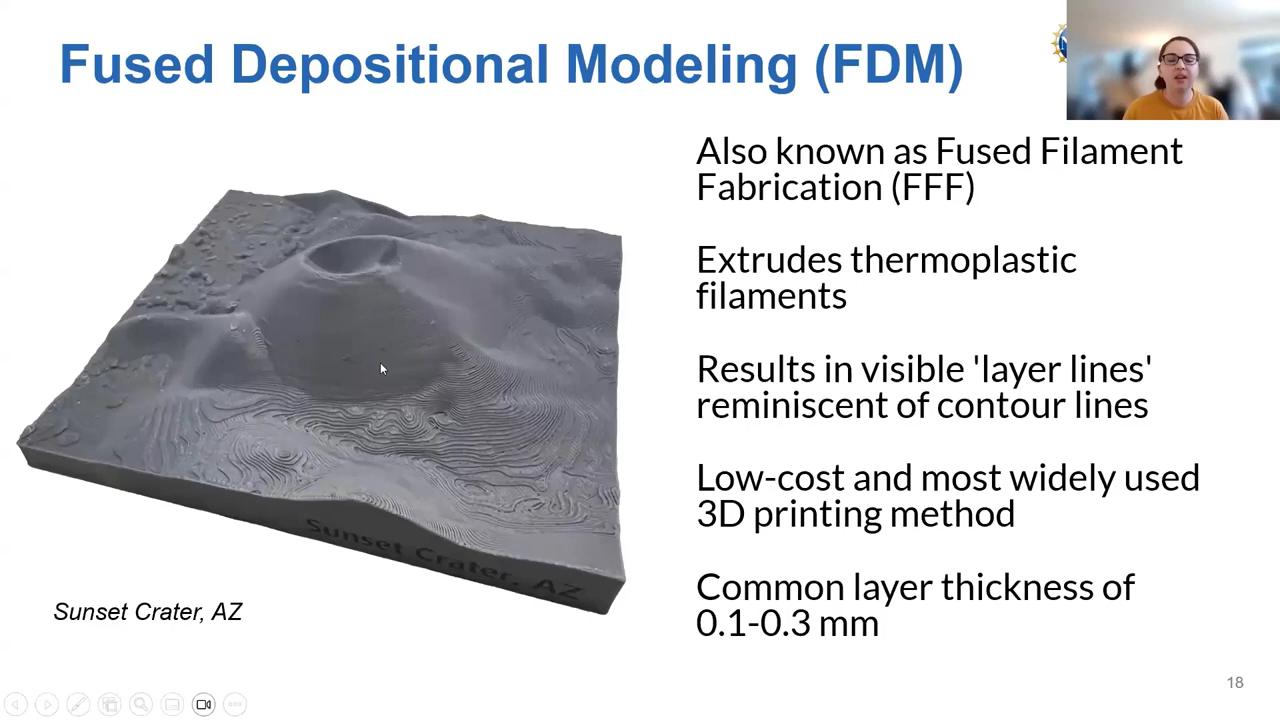 Fused Depositional Modeling (FDM)
Also known as Fused Filament
Fabrication (FFF)
Extrudes thermoplastic
filaments
Results in visible 'layer lines'
reminiscent of contour lines
Low-cost and most widely used
3D printing method
Common layer thickness of
0.1-0.3 mm
Sunset Crater, AZ
Sunset Crater, AZ
18